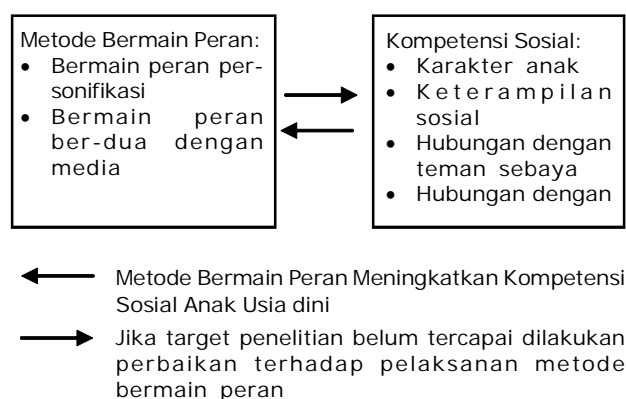 Metode Bermain Peran:
• Bermain peran per-
sonifikasi
• Bermain peran
ber-dua dengan
media
Kompetensi Sosial:
• Karakter anak
• Keterampilan
sosial
• Hubungan dengan
teman sebaya
• Hubungan dengan
Metode Bermain Peran Meningkatkan Kompetensi
Sosial Anak Usia dini
Jika target penelitian belum tercapai dilakukan
perbaikan terhadap pelaksanan metode
bermain peran